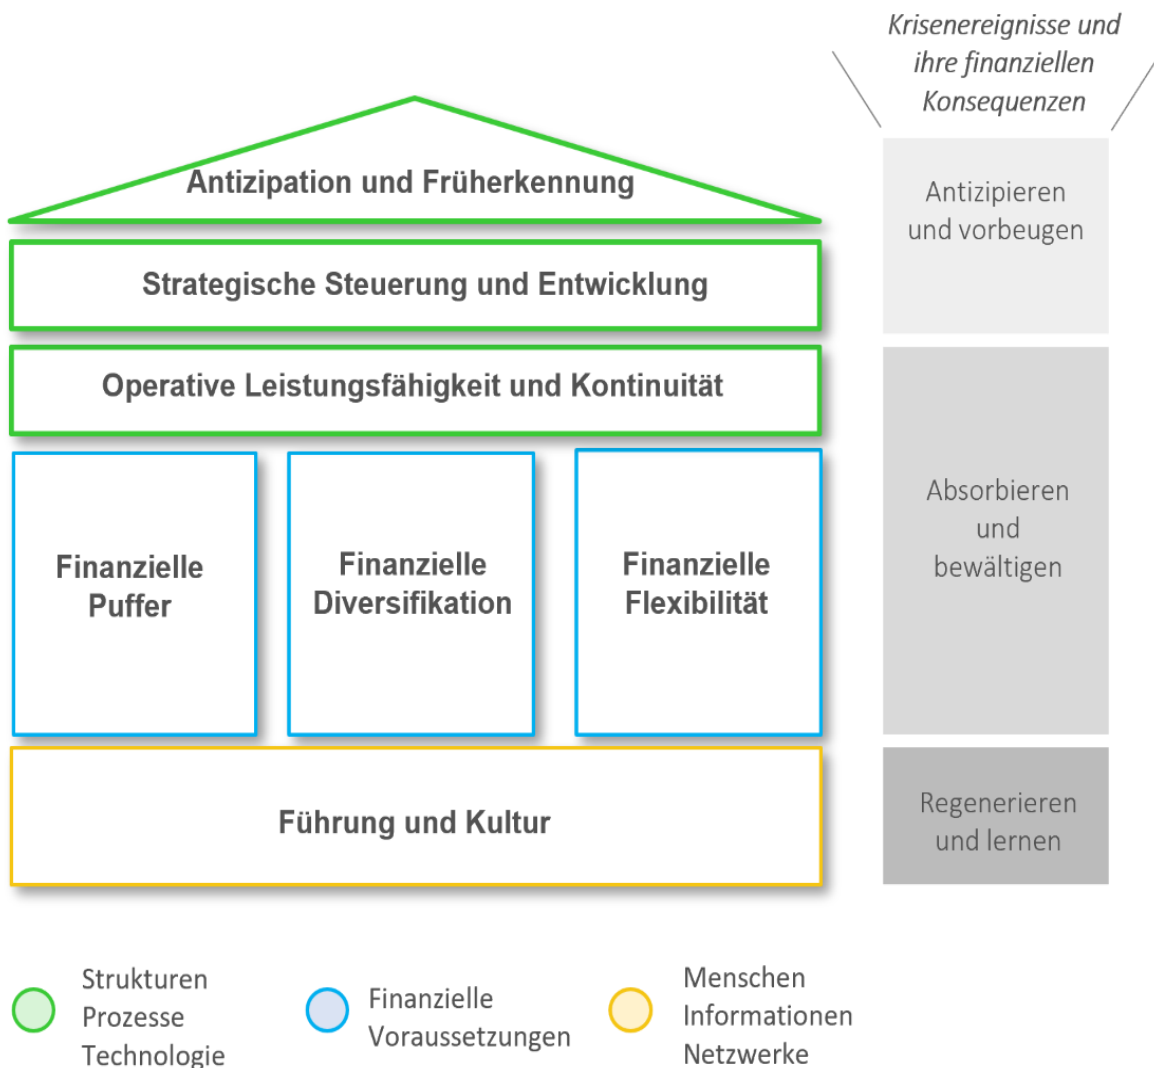 Krisenereignisse und
ihre finanziellen
Konsequenzen
Antizipation und Früherkennung
Antizipieren
und vorbeugen
Strategische Steuerung und Entwicklung
Operative Leistungsfähigkeit und Kontinuität
Absorbieren
und
bewältigen
Finanzielle
Puffer
Finanzielle
Diversifikation
Finanzielle
Flexibilität
Führung und Kultur
Regenerieren
und lernen
Strukturen
Prozesse
Technologie
Finanzielle
Voraussetzungen
Menschen
Informationen
Netzwerke